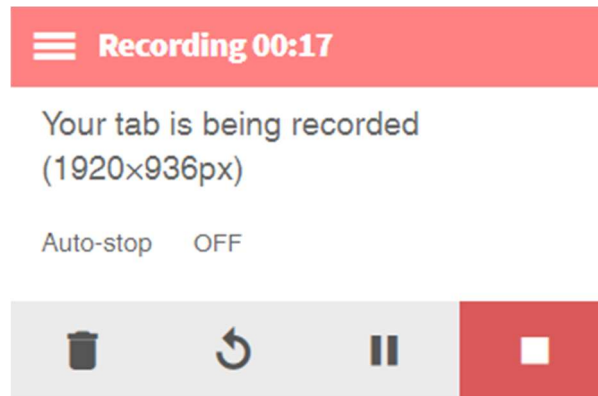 Recording 00:17
Your tab is being recorded
(1920×936px)
Auto-stop OFF